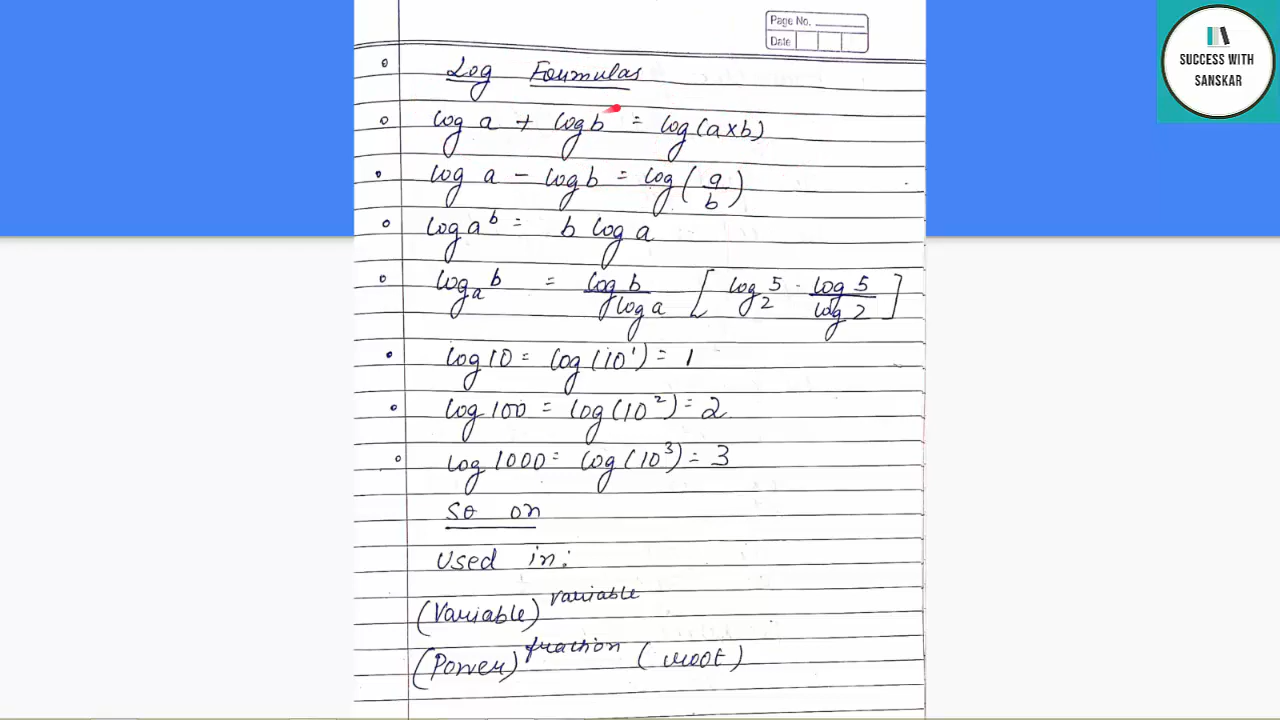 Page No.
Date
SUCCESS WITH
SANSKAR
Log Foumulas
log a + log b = log(a×b)
log a - log b = log(a/b)
log a^b = b log a
log_a b = log b / log a [log_2 5 - log 5 / log 2]
log 10 = log(10^1) = 1
log 100 = log(10^2) = 2
log 1000 = log(10^3) = 3
So on
Used in:
(Variable)^variable
(Power)^fraction (root)